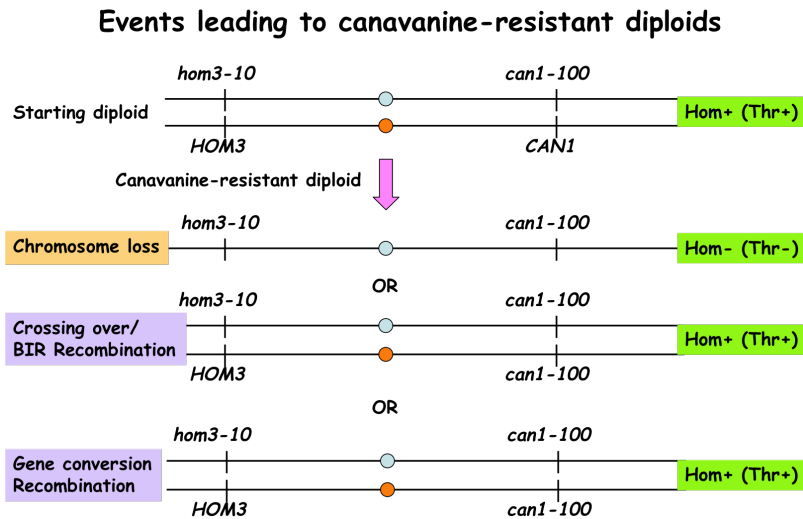 Events leading to canavanine-resistant diploids
hom3-10 can1-100
Starting diploid Hom+ (Thr+)
HOM3 CAN1
Canavanine-resistant diploid
hom3-10 can1-100
Chromosome loss Hom- (Thr-)
OR
hom3-10 can1-100
Crossing over/
BIR Recombination Hom+ (Thr+)
HOM3 can1-100
OR
hom3-10 can1-100
Gene conversion
Recombination Hom+ (Thr+)
HOM3 can1-100